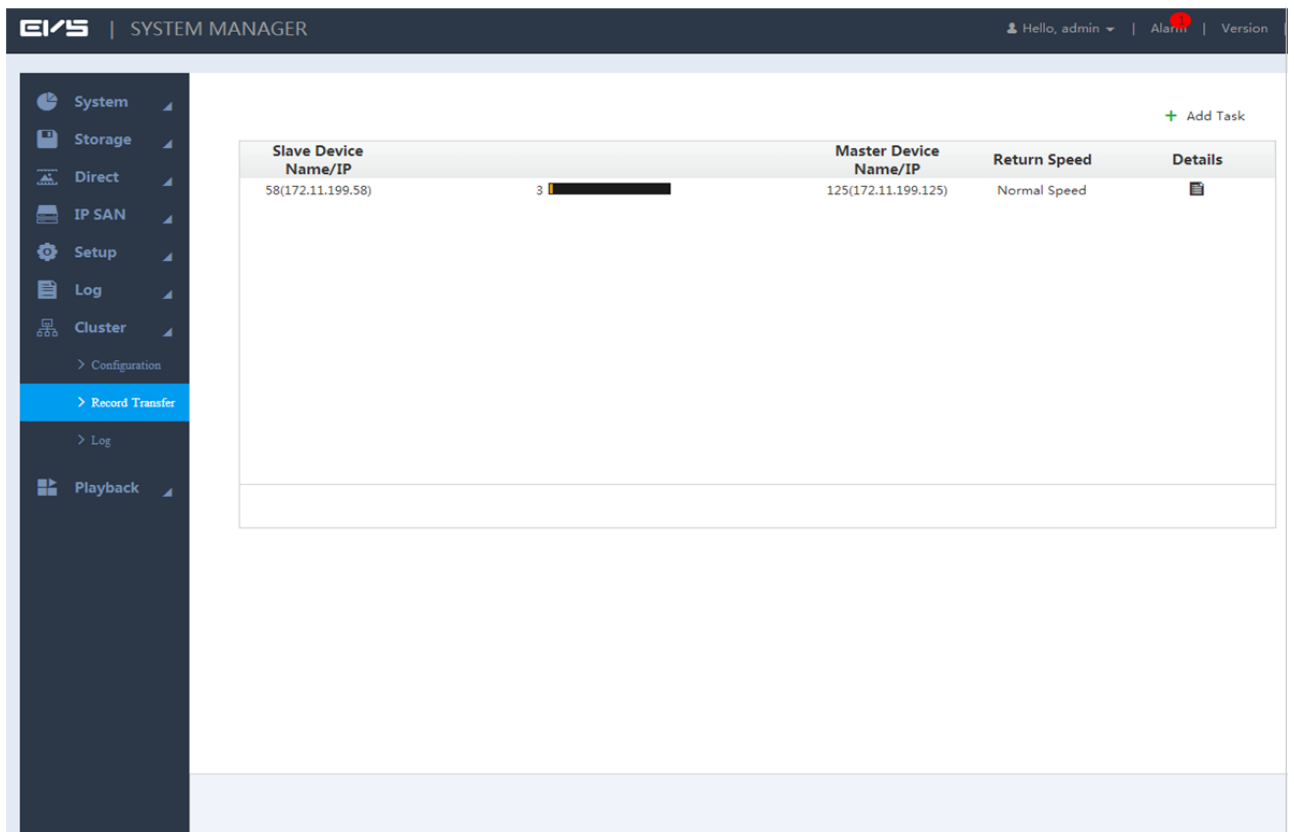 EVS | SYSTEM MANAGER
Hello, admin | Alarm 1 | Version |
System
Storage
Direct
IP SAN
Setup
Log
Cluster
> Configuration
> Record Transfer
> Log
Playback
+ Add Task
Slave Device Name/IP
Master Device Name/IP
Return Speed
Details
58(172.11.199.58)
3
125(172.11.199.125)
Normal Speed